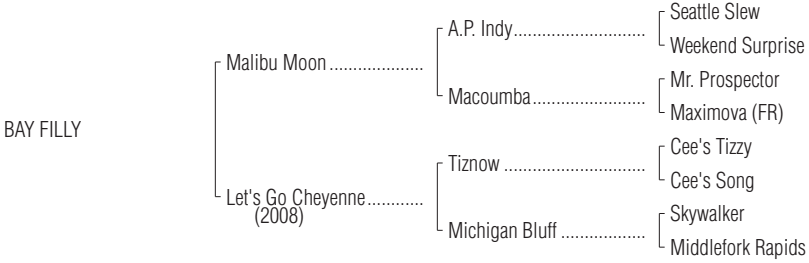 Seattle Slew
A.P. Indy..............................
Weekend Surprise
Malibu Moon .....................
Mr. Prospector
Macoumba..........................
Maximova (FR)
BAY FILLY
Cee's Tizzy
Tiznow ................................
Cee's Song
Let's Go Cheyenne.............
(2008)
Skywalker
Michigan Bluff ...................
Middlefork Rapids